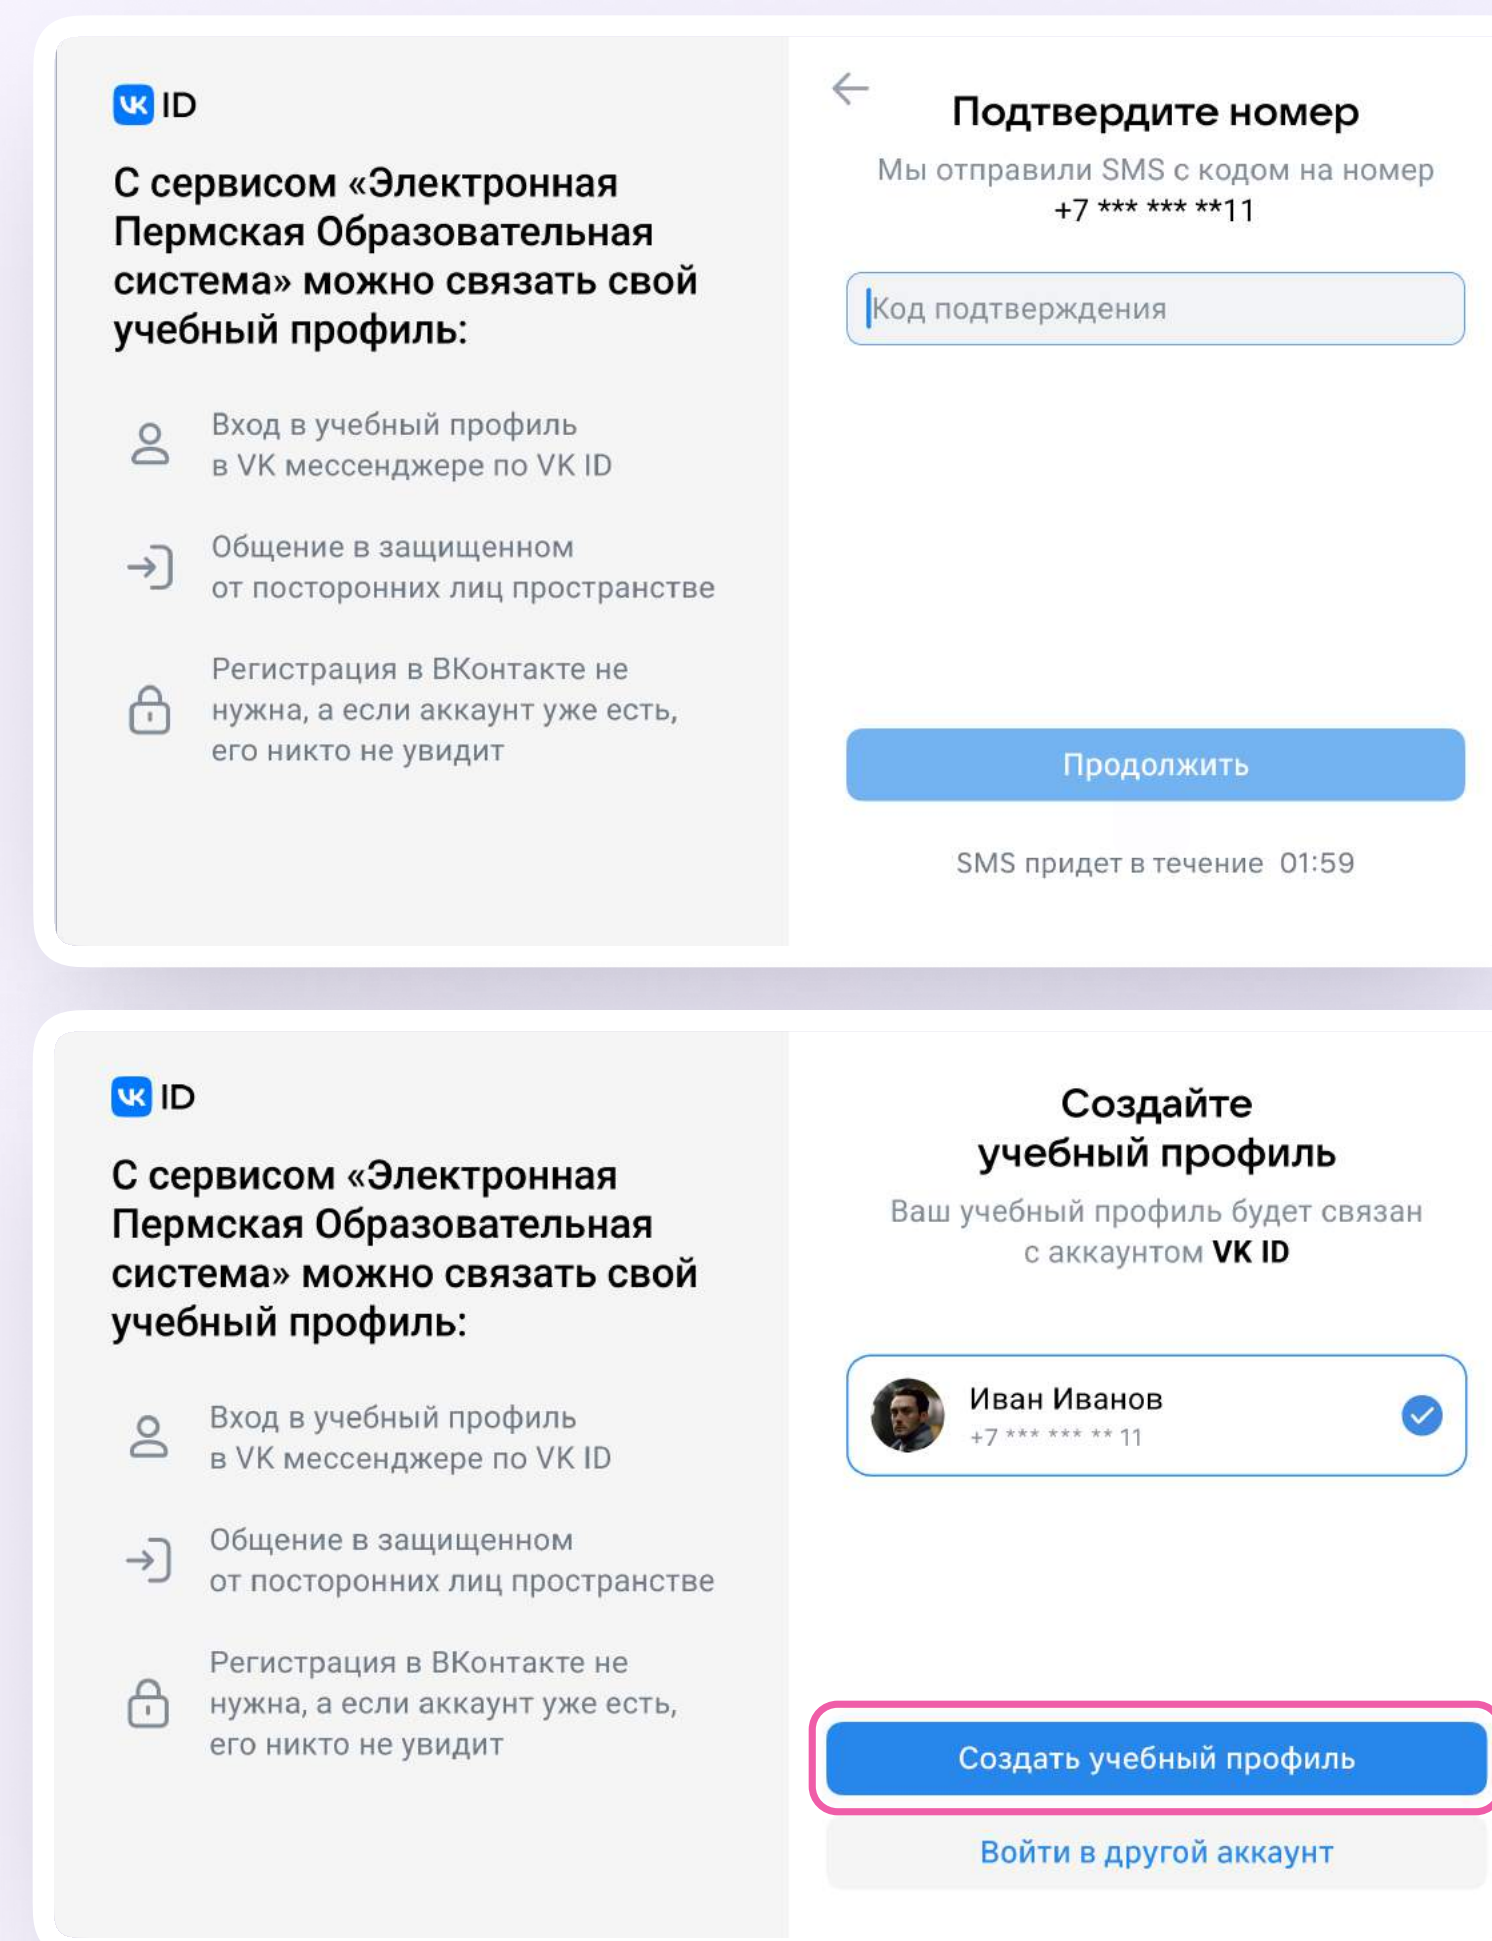 VK ID
С сервисом «Электронная
Пермская Образовательная
система» можно связать свой
учебный профиль:
Вход в учебный профиль
в VK мессенджере по VK ID
Общение в защищенном
от посторонних лиц пространстве
Регистрация в ВКонтакте не
нужна, а если аккаунт уже есть,
его никто не увидит
Подтвердите номер
Мы отправили SMS с кодом на номер
+7 *** *** **11
Код подтверждения
Продолжить
SMS придет в течение 01:59
VK ID
С сервисом «Электронная
Пермская Образовательная
система» можно связать свой
учебный профиль:
Вход в учебный профиль
в VK мессенджере по VK ID
Общение в защищенном
от посторонних лиц пространстве
Регистрация в ВКонтакте не
нужна, а если аккаунт уже есть,
его никто не увидит
Создайте
учебный профиль
Ваш учебный профиль будет связан
с аккаунтом VK ID
Иван Иванов
+7 *** *** ** 11
Создать учебный профиль
Войти в другой аккаунт